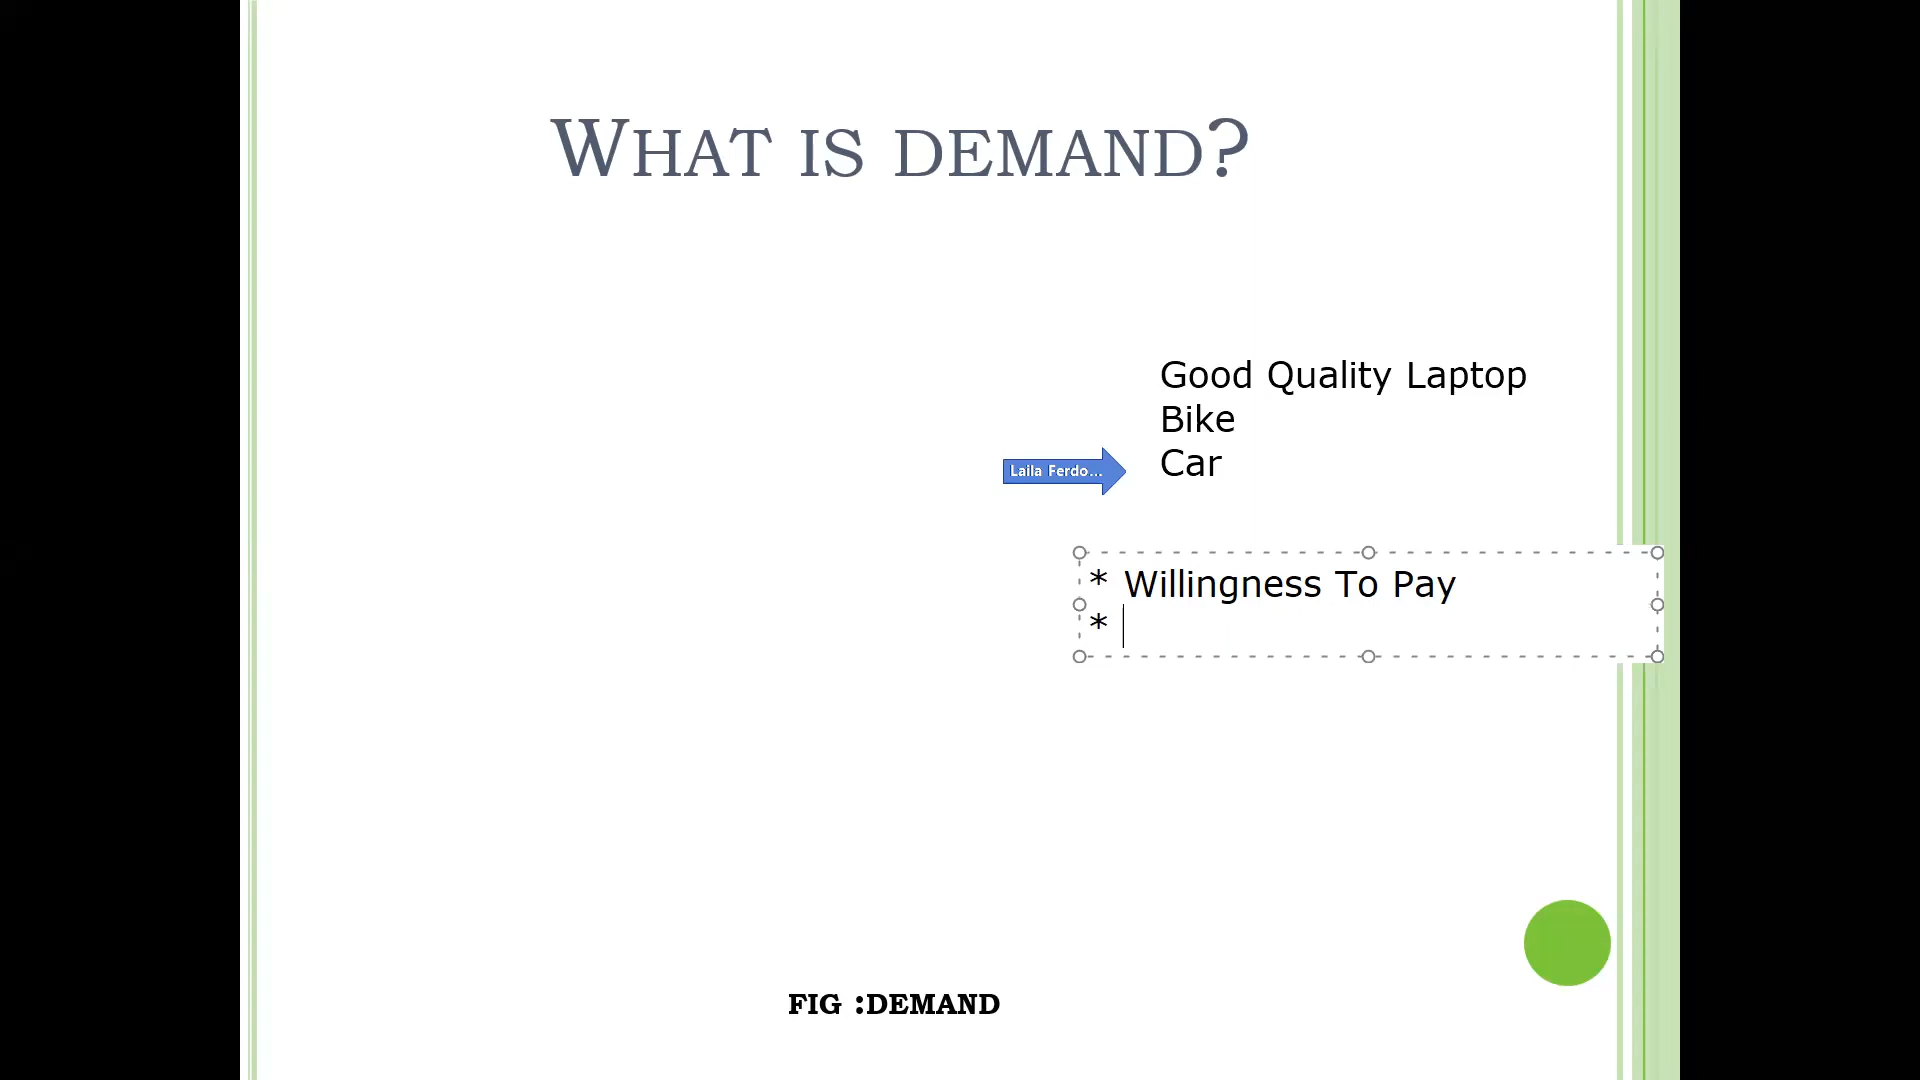 WHAT IS DEMAND?
Good Quality Laptop
Bike
Car
Laila Ferdo...
* Willingness To Pay
*
FIG :DEMAND